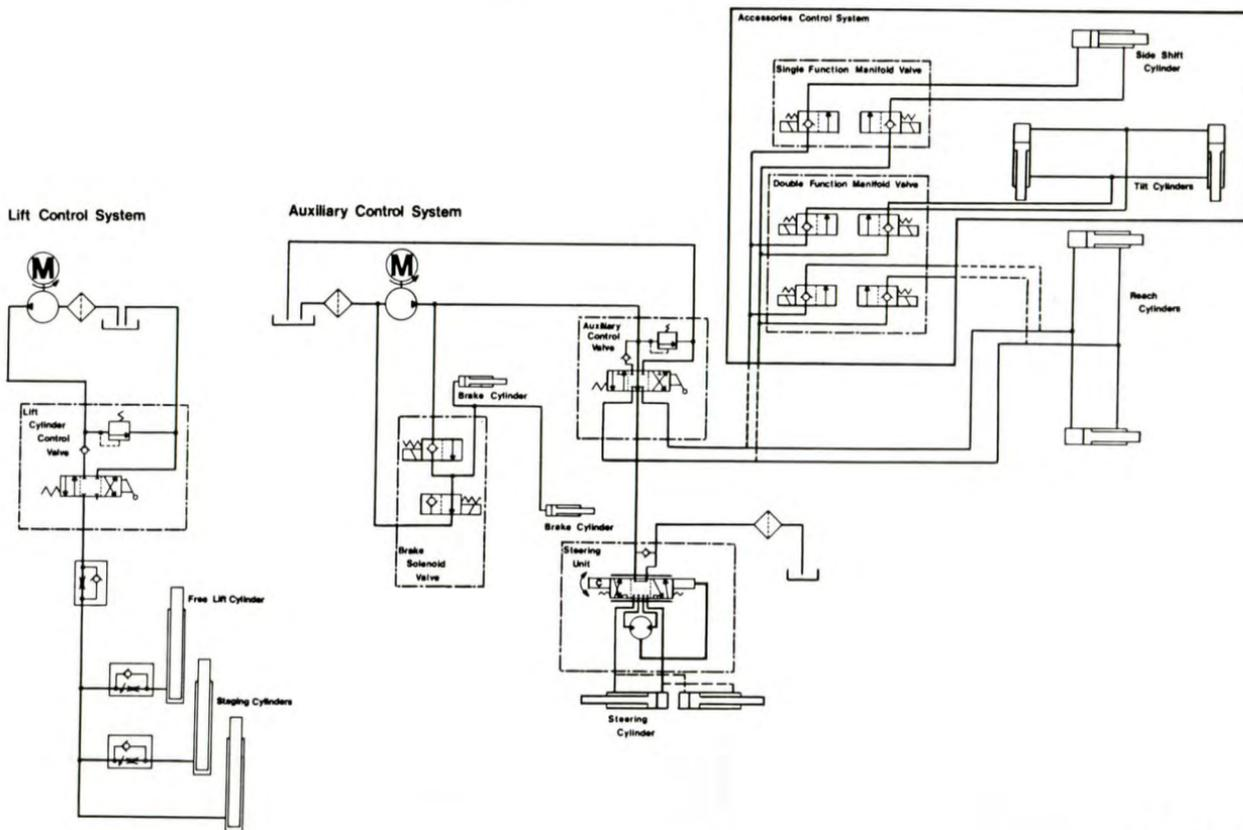 Accessories Control System
Side Shift
Cylinder
Single Function Manifold Valve
Tilt Cylinders
Double Function Manifold Valve
Lift Control System
Auxiliary Control System
M
M
Reach
Cylinders
Auxiliary
Control
Valve
Brake Cylinder
Lift
Cylinder
Control
Valve
Brake Cylinder
Brake
Solenoid
Valve
Steering
Unit
Free Lift Cylinder
Staging Cylinders
Steering
Cylinder